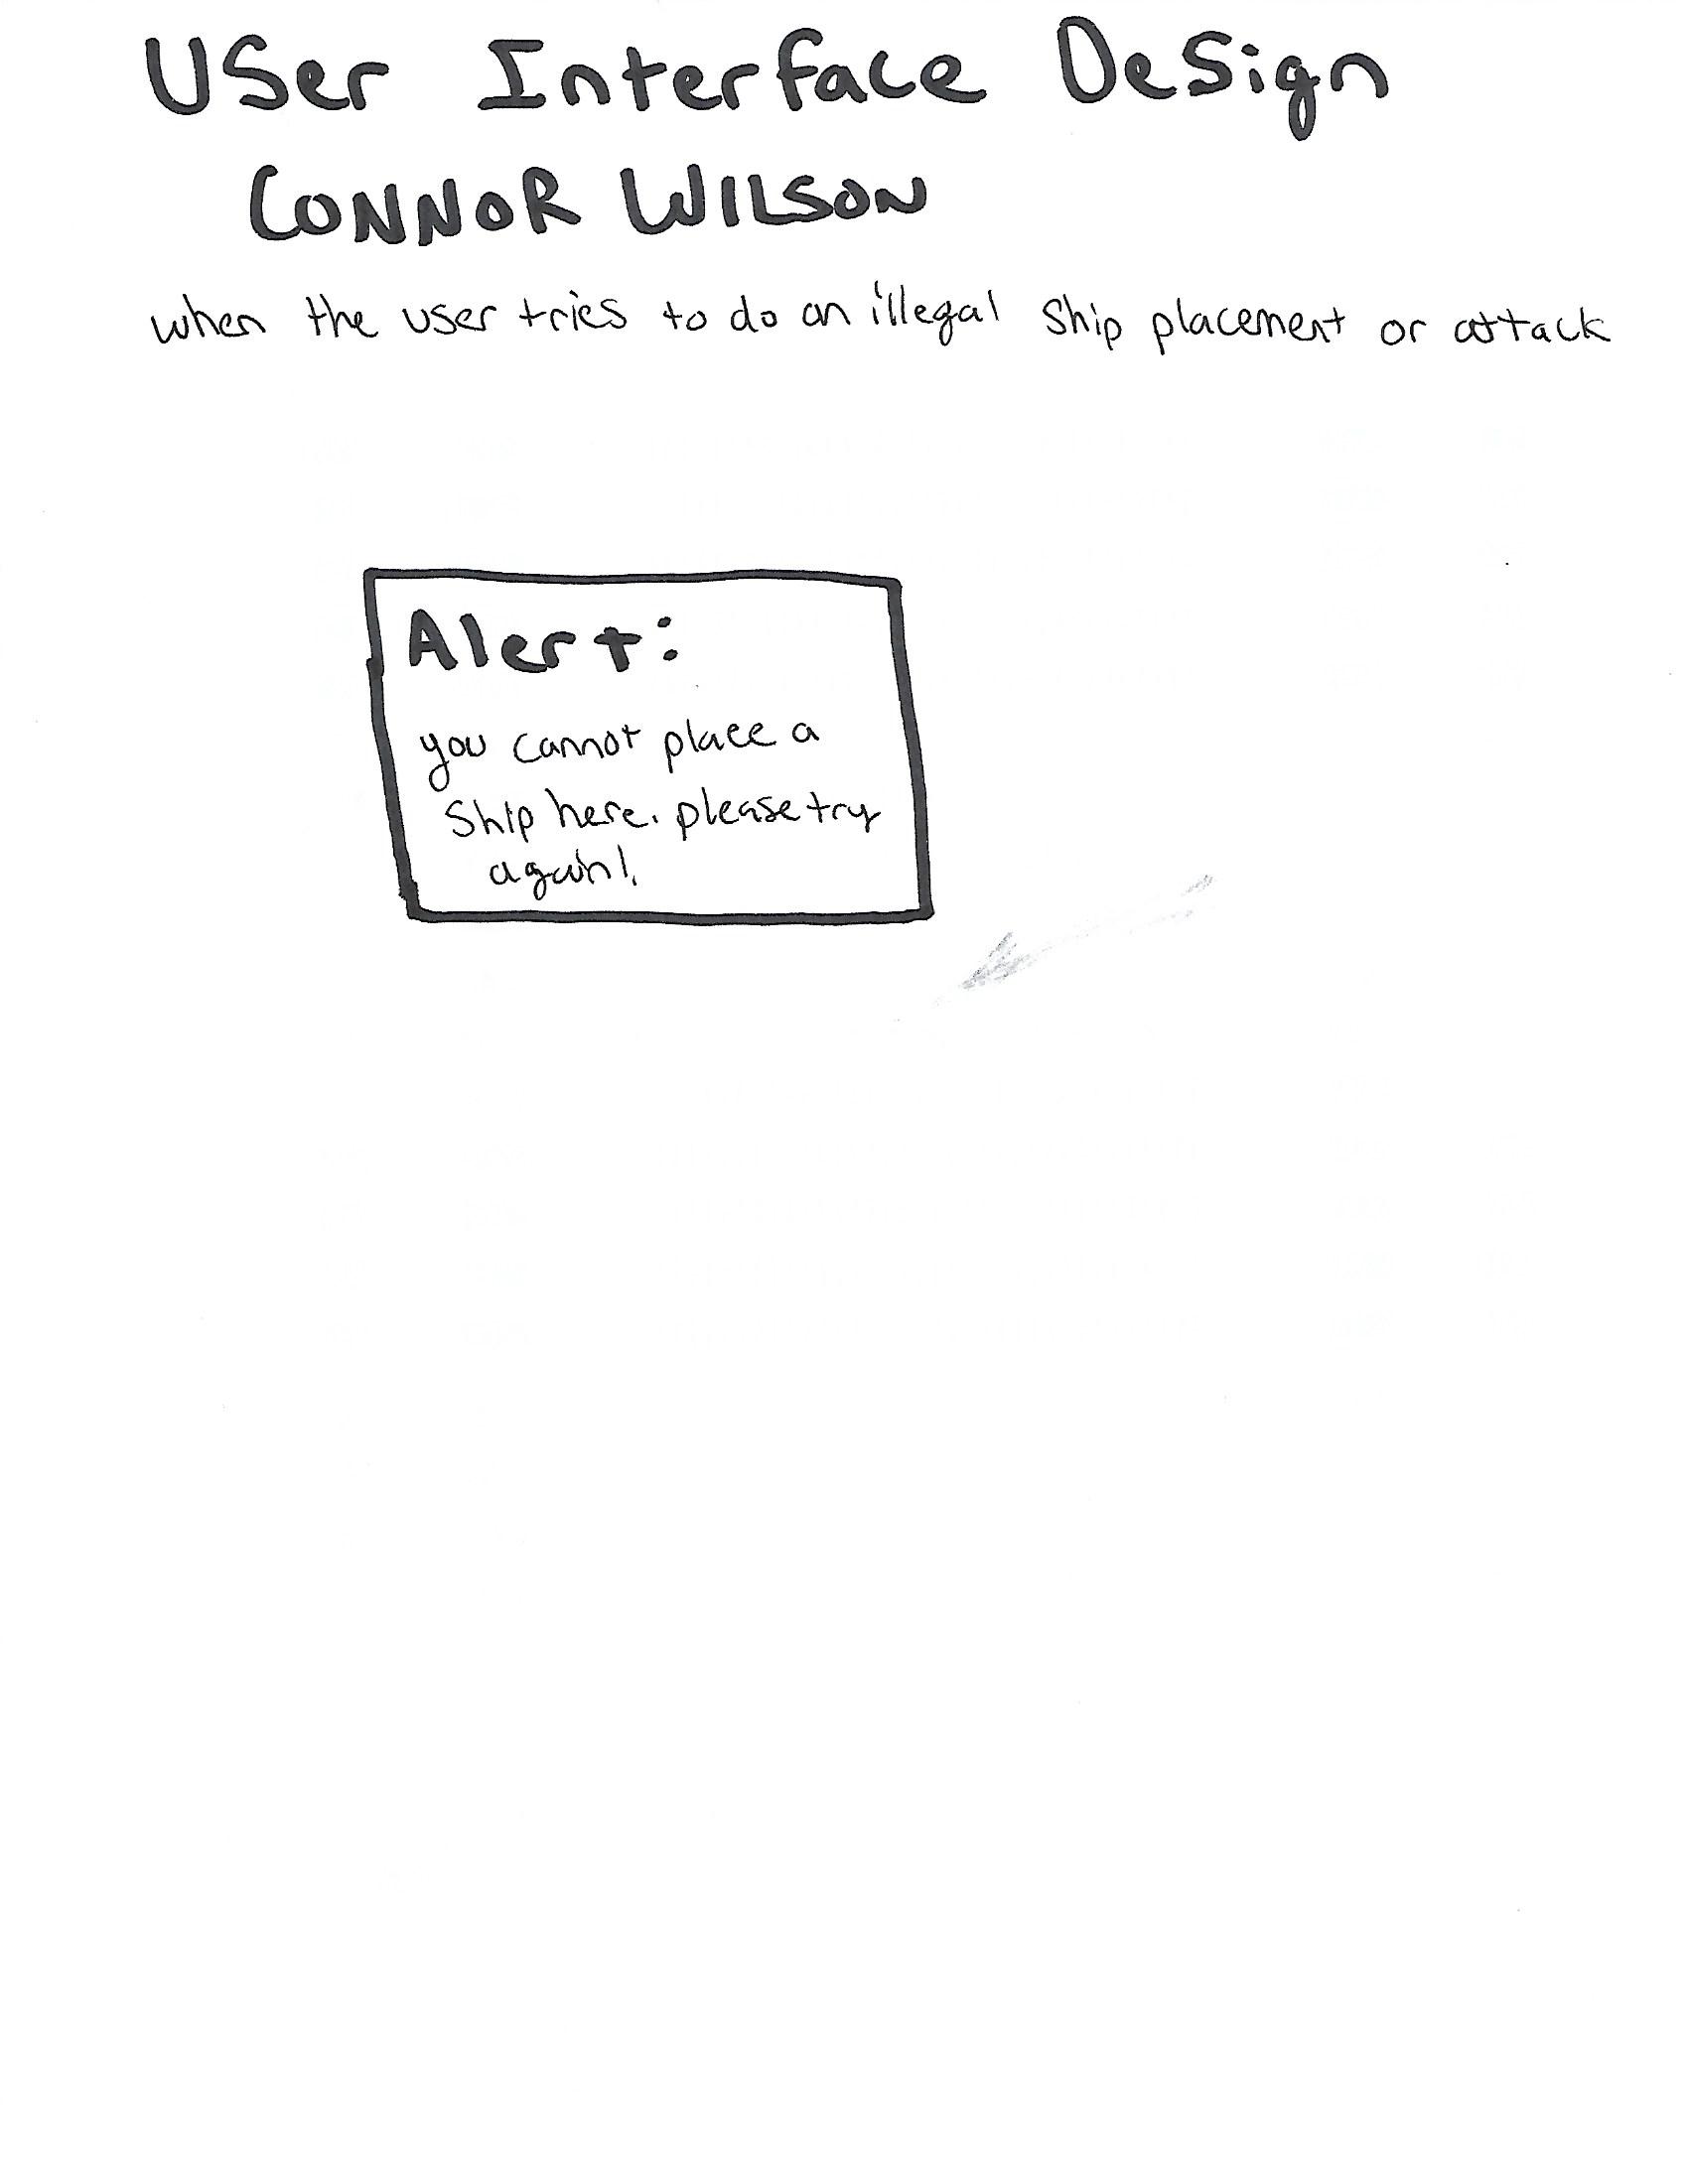 User Interface Design
CONNOR WILSON
when the user tries to do an illegal ship placement or attack
Alert:
you cannot place a
ship here. please try
again!